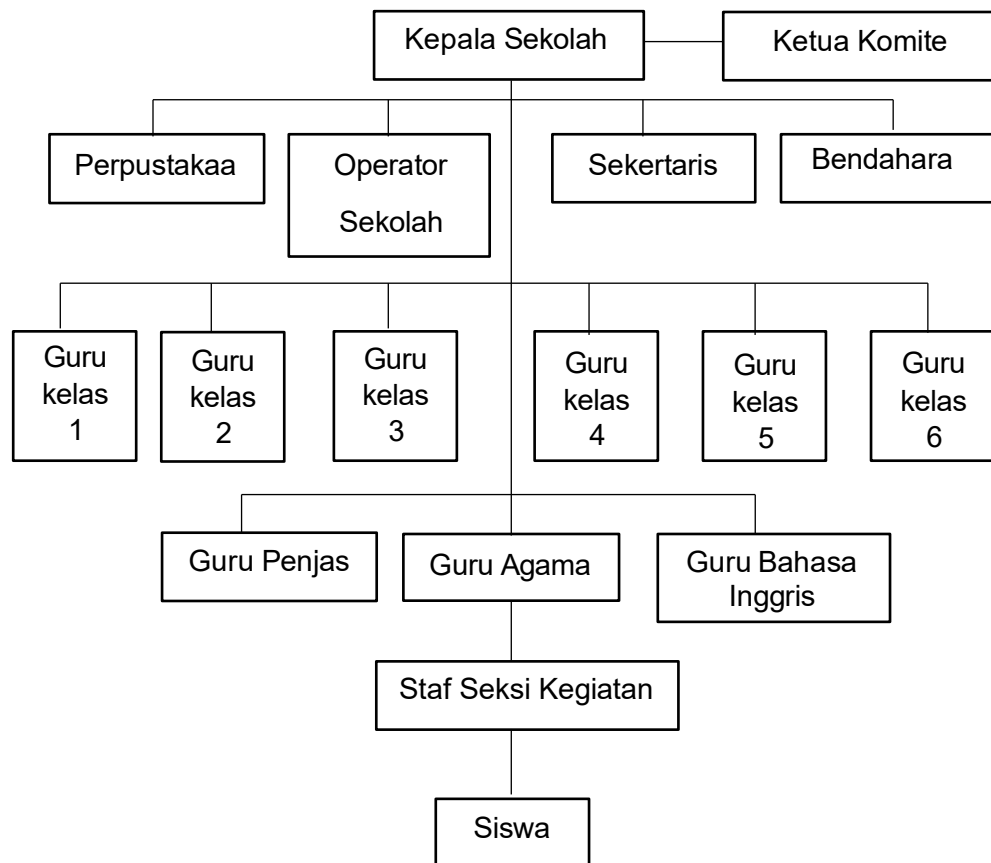 Kepala Sekolah
Ketua Komite
Perpustakaa
Operator
Sekolah
Sekertaris
Bendahara
Guru
kelas
1
Guru
kelas
2
Guru
kelas
3
Guru
kelas
4
Guru
kelas
5
Guru
kelas
6
Guru Penjas
Guru Agama
Guru Bahasa
Inggris
Staf Seksi Kegiatan
Siswa